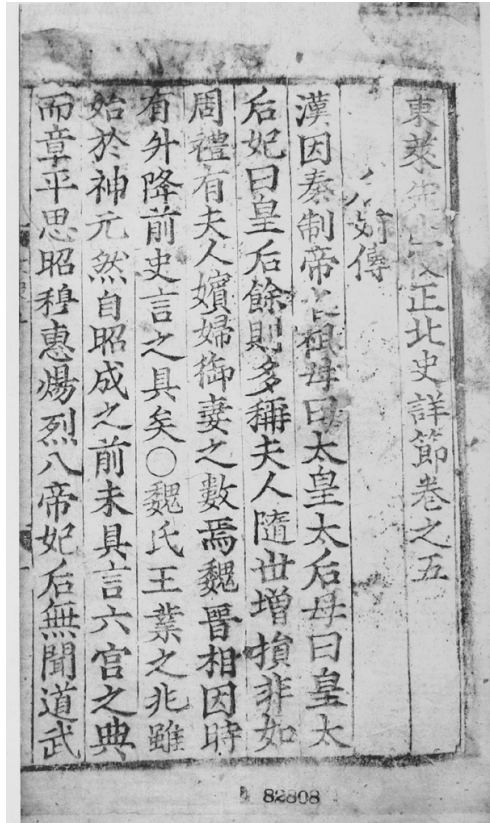 東萊先生校正北史詳節卷之五
后妃傳
漢因秦制帝之祖母曰太皇太后母曰皇太
后妃曰皇后餘則多稱夫人隨世增損非如
周禮有夫人嬪婦御妻之數焉魏晉相因時
有升降前史言之具矣〇魏氏王業之兆雖
始於神元然自昭成之前未具言六宮之典
而章平思昭穆惠煬烈八帝妃后無聞道武
82808